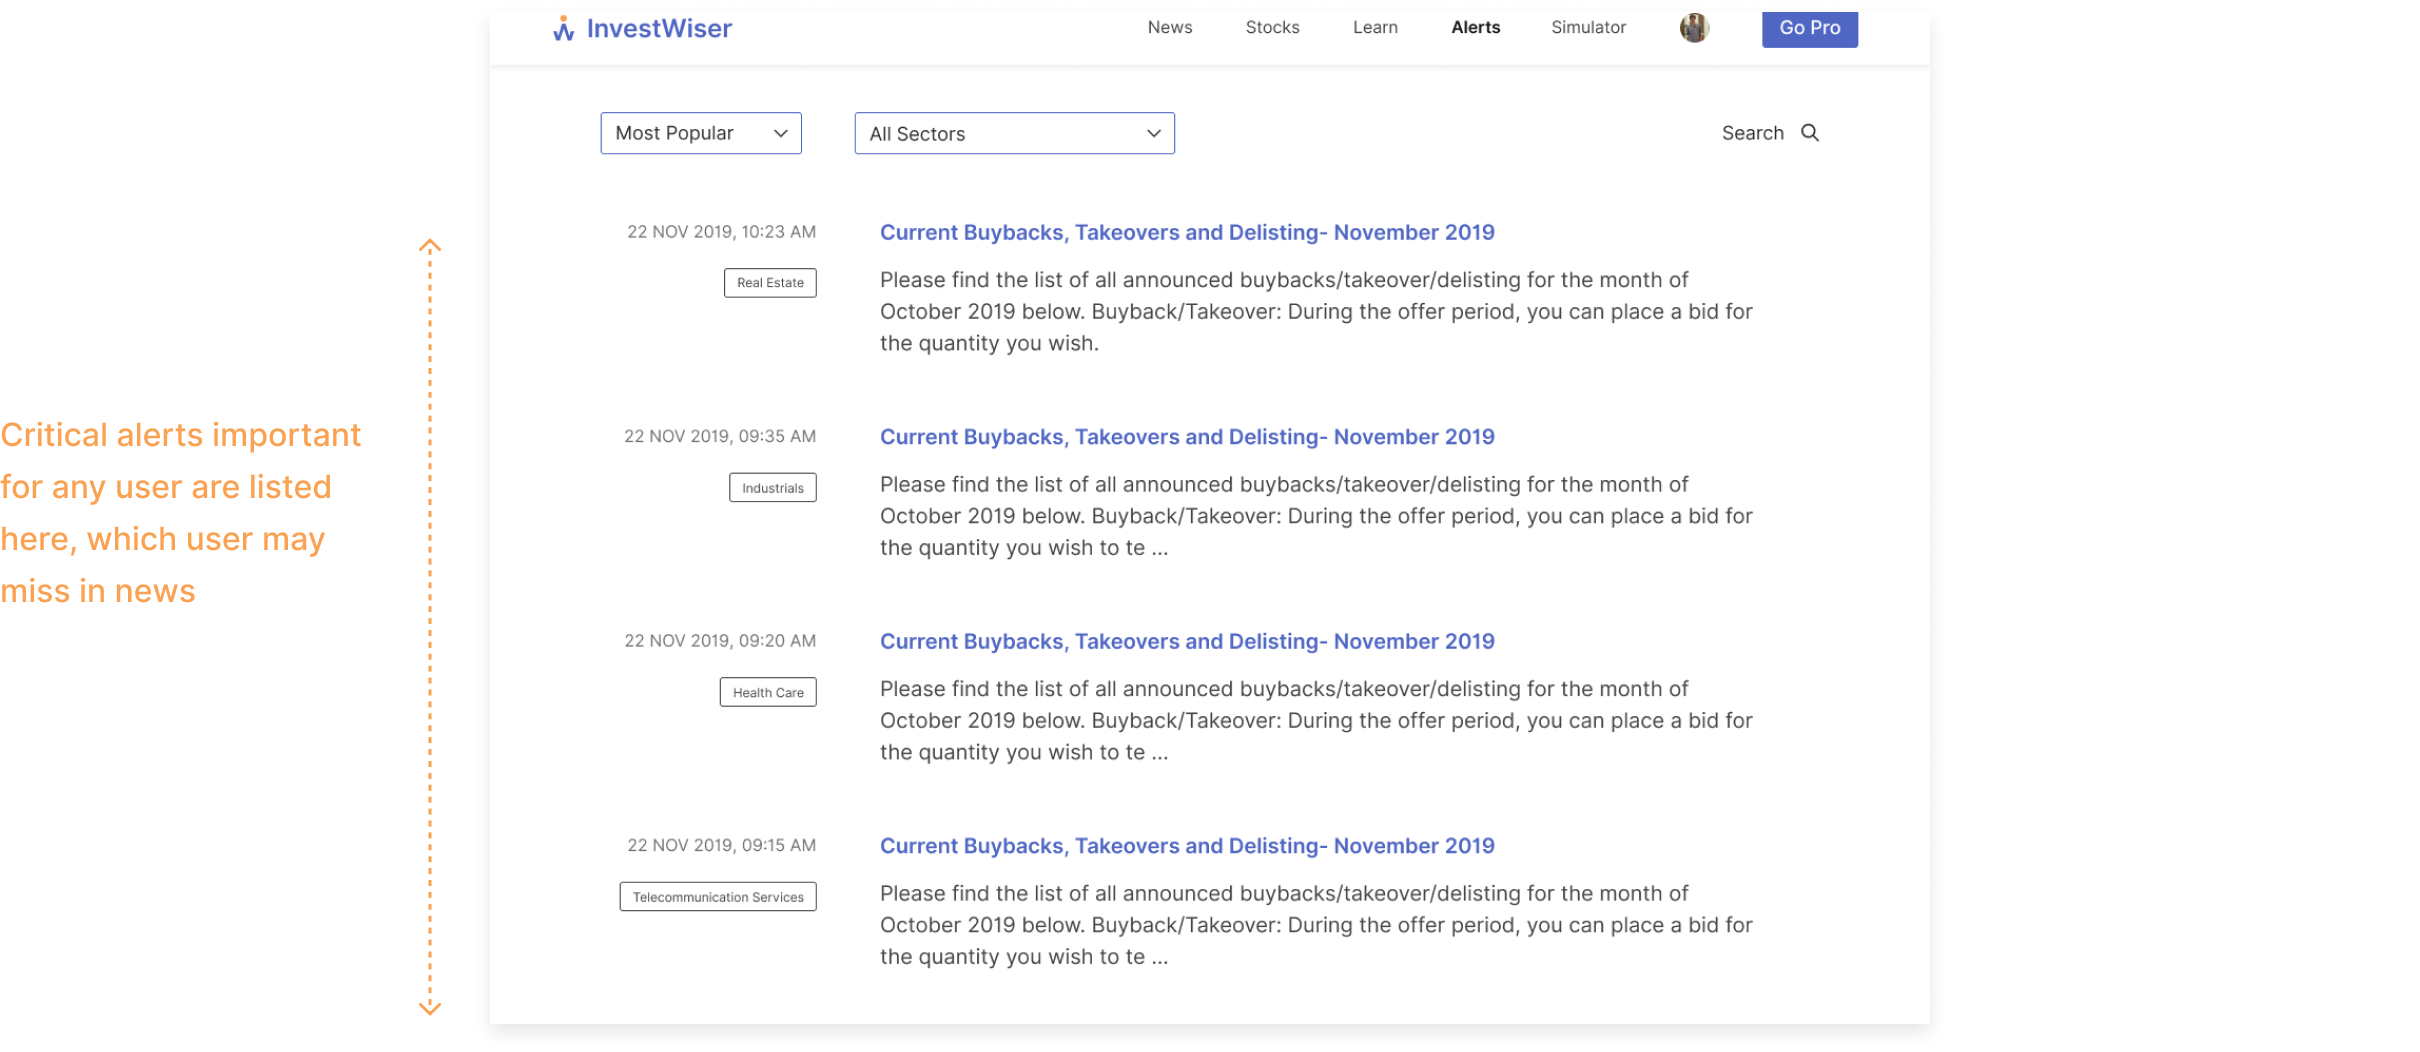 InvestWiser
News Stocks Learn Alerts Simulator Go Pro
Most Popular All Sectors Search
Critical alerts important
for any user are listed
here, which user may
miss in news
22 NOV 2019, 10:23 AM
Real Estate
Current Buybacks, Takeovers and Delisting- November 2019
Please find the list of all announced buybacks/takeover/delisting for the month of
October 2019 below. Buyback/Takeover: During the offer period, you can place a bid for
the quantity you wish.
22 NOV 2019, 09:35 AM
Industrials
Current Buybacks, Takeovers and Delisting- November 2019
Please find the list of all announced buybacks/takeover/delisting for the month of
October 2019 below. Buyback/Takeover: During the offer period, you can place a bid for
the quantity you wish to te ...
22 NOV 2019, 09:20 AM
Health Care
Current Buybacks, Takeovers and Delisting- November 2019
Please find the list of all announced buybacks/takeover/delisting for the month of
October 2019 below. Buyback/Takeover: During the offer period, you can place a bid for
the quantity you wish to te ...
22 NOV 2019, 09:15 AM
Telecommunication Services
Current Buybacks, Takeovers and Delisting- November 2019
Please find the list of all announced buybacks/takeover/delisting for the month of
October 2019 below. Buyback/Takeover: During the offer period, you can place a bid for
the quantity you wish to te ...